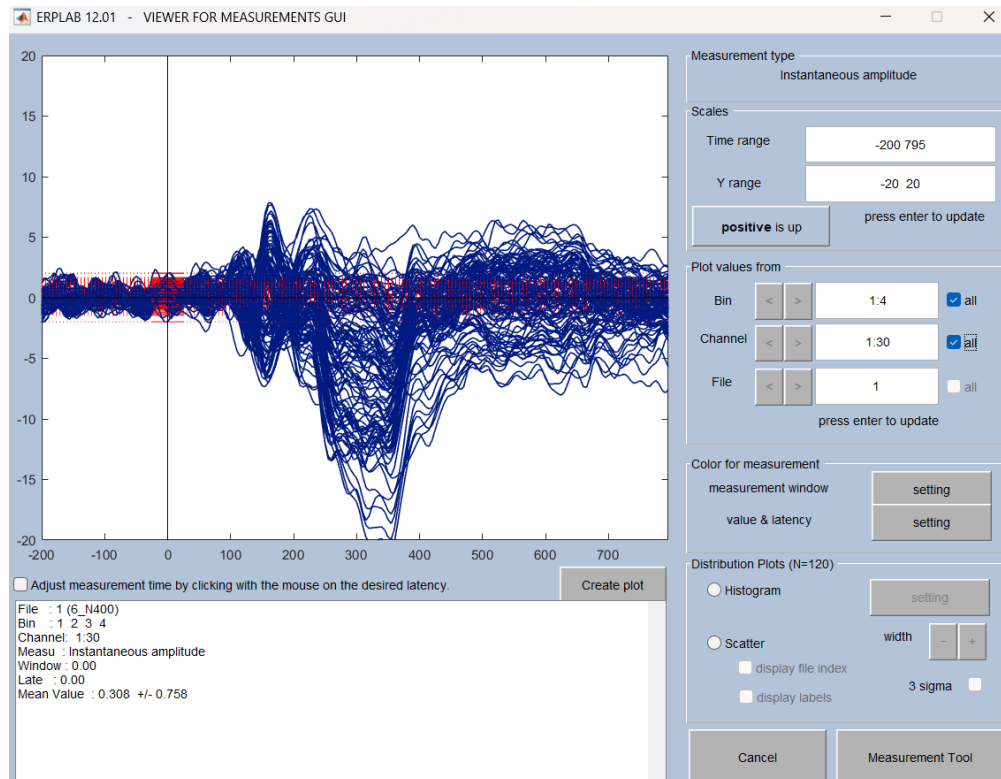 ERPLAB 12.01 - VIEWER FOR MEASUREMENTS GUI
20
15
10
5
0
-5
-10
-15
-20
-200 -100 0 100 200 300 400 500 600 700
Adjust measurement time by clicking with the mouse on the desired latency.
Create plot
File : 1 (6_N400)
Bin : 1 2 3 4
Channel: 1:30
Measu : Instantaneous amplitude
Window : 0.00
Late : 0.00
Mean Value : 0.308 +/- 0.758
Measurement type
Instantaneous amplitude
Scales
Time range -200 795
Y range -20 20
positive is up press enter to update
Plot values from
Bin < > 1:4 all
Channel < > 1:30 all
File < > 1 all
press enter to update
Color for measurement
measurement window setting
value & latency setting
Distribution Plots (N=120)
Histogram setting
Scatter width - +
display file index
3 sigma
display labels
Cancel Measurement Tool